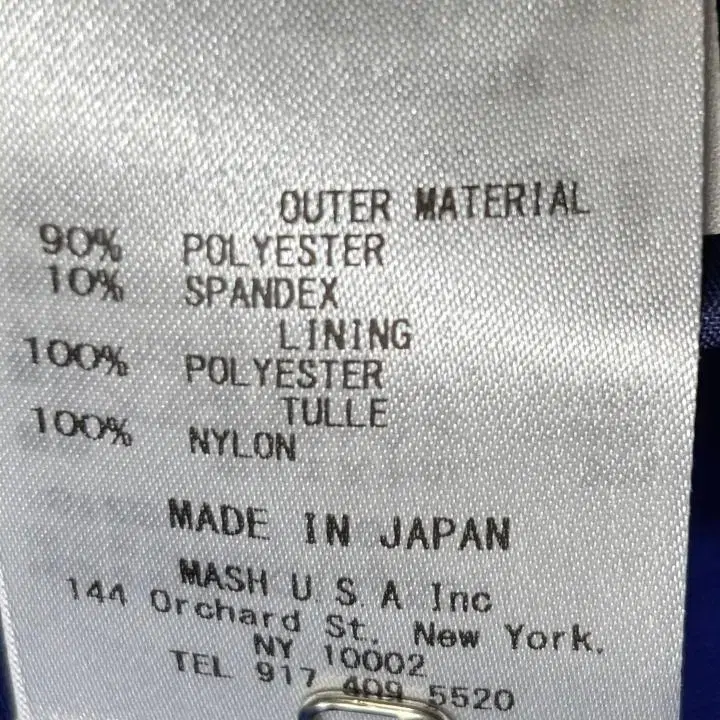 OUTER MATERIAL
90% POLYESTER
10% SPANDEX
LINING
100% POLYESTER
TULLE
100% NYLON
MADE IN JAPAN
MASH U.S.A Inc
144 Orchard St. New York.
NY 10002
TEL 917 409 5520